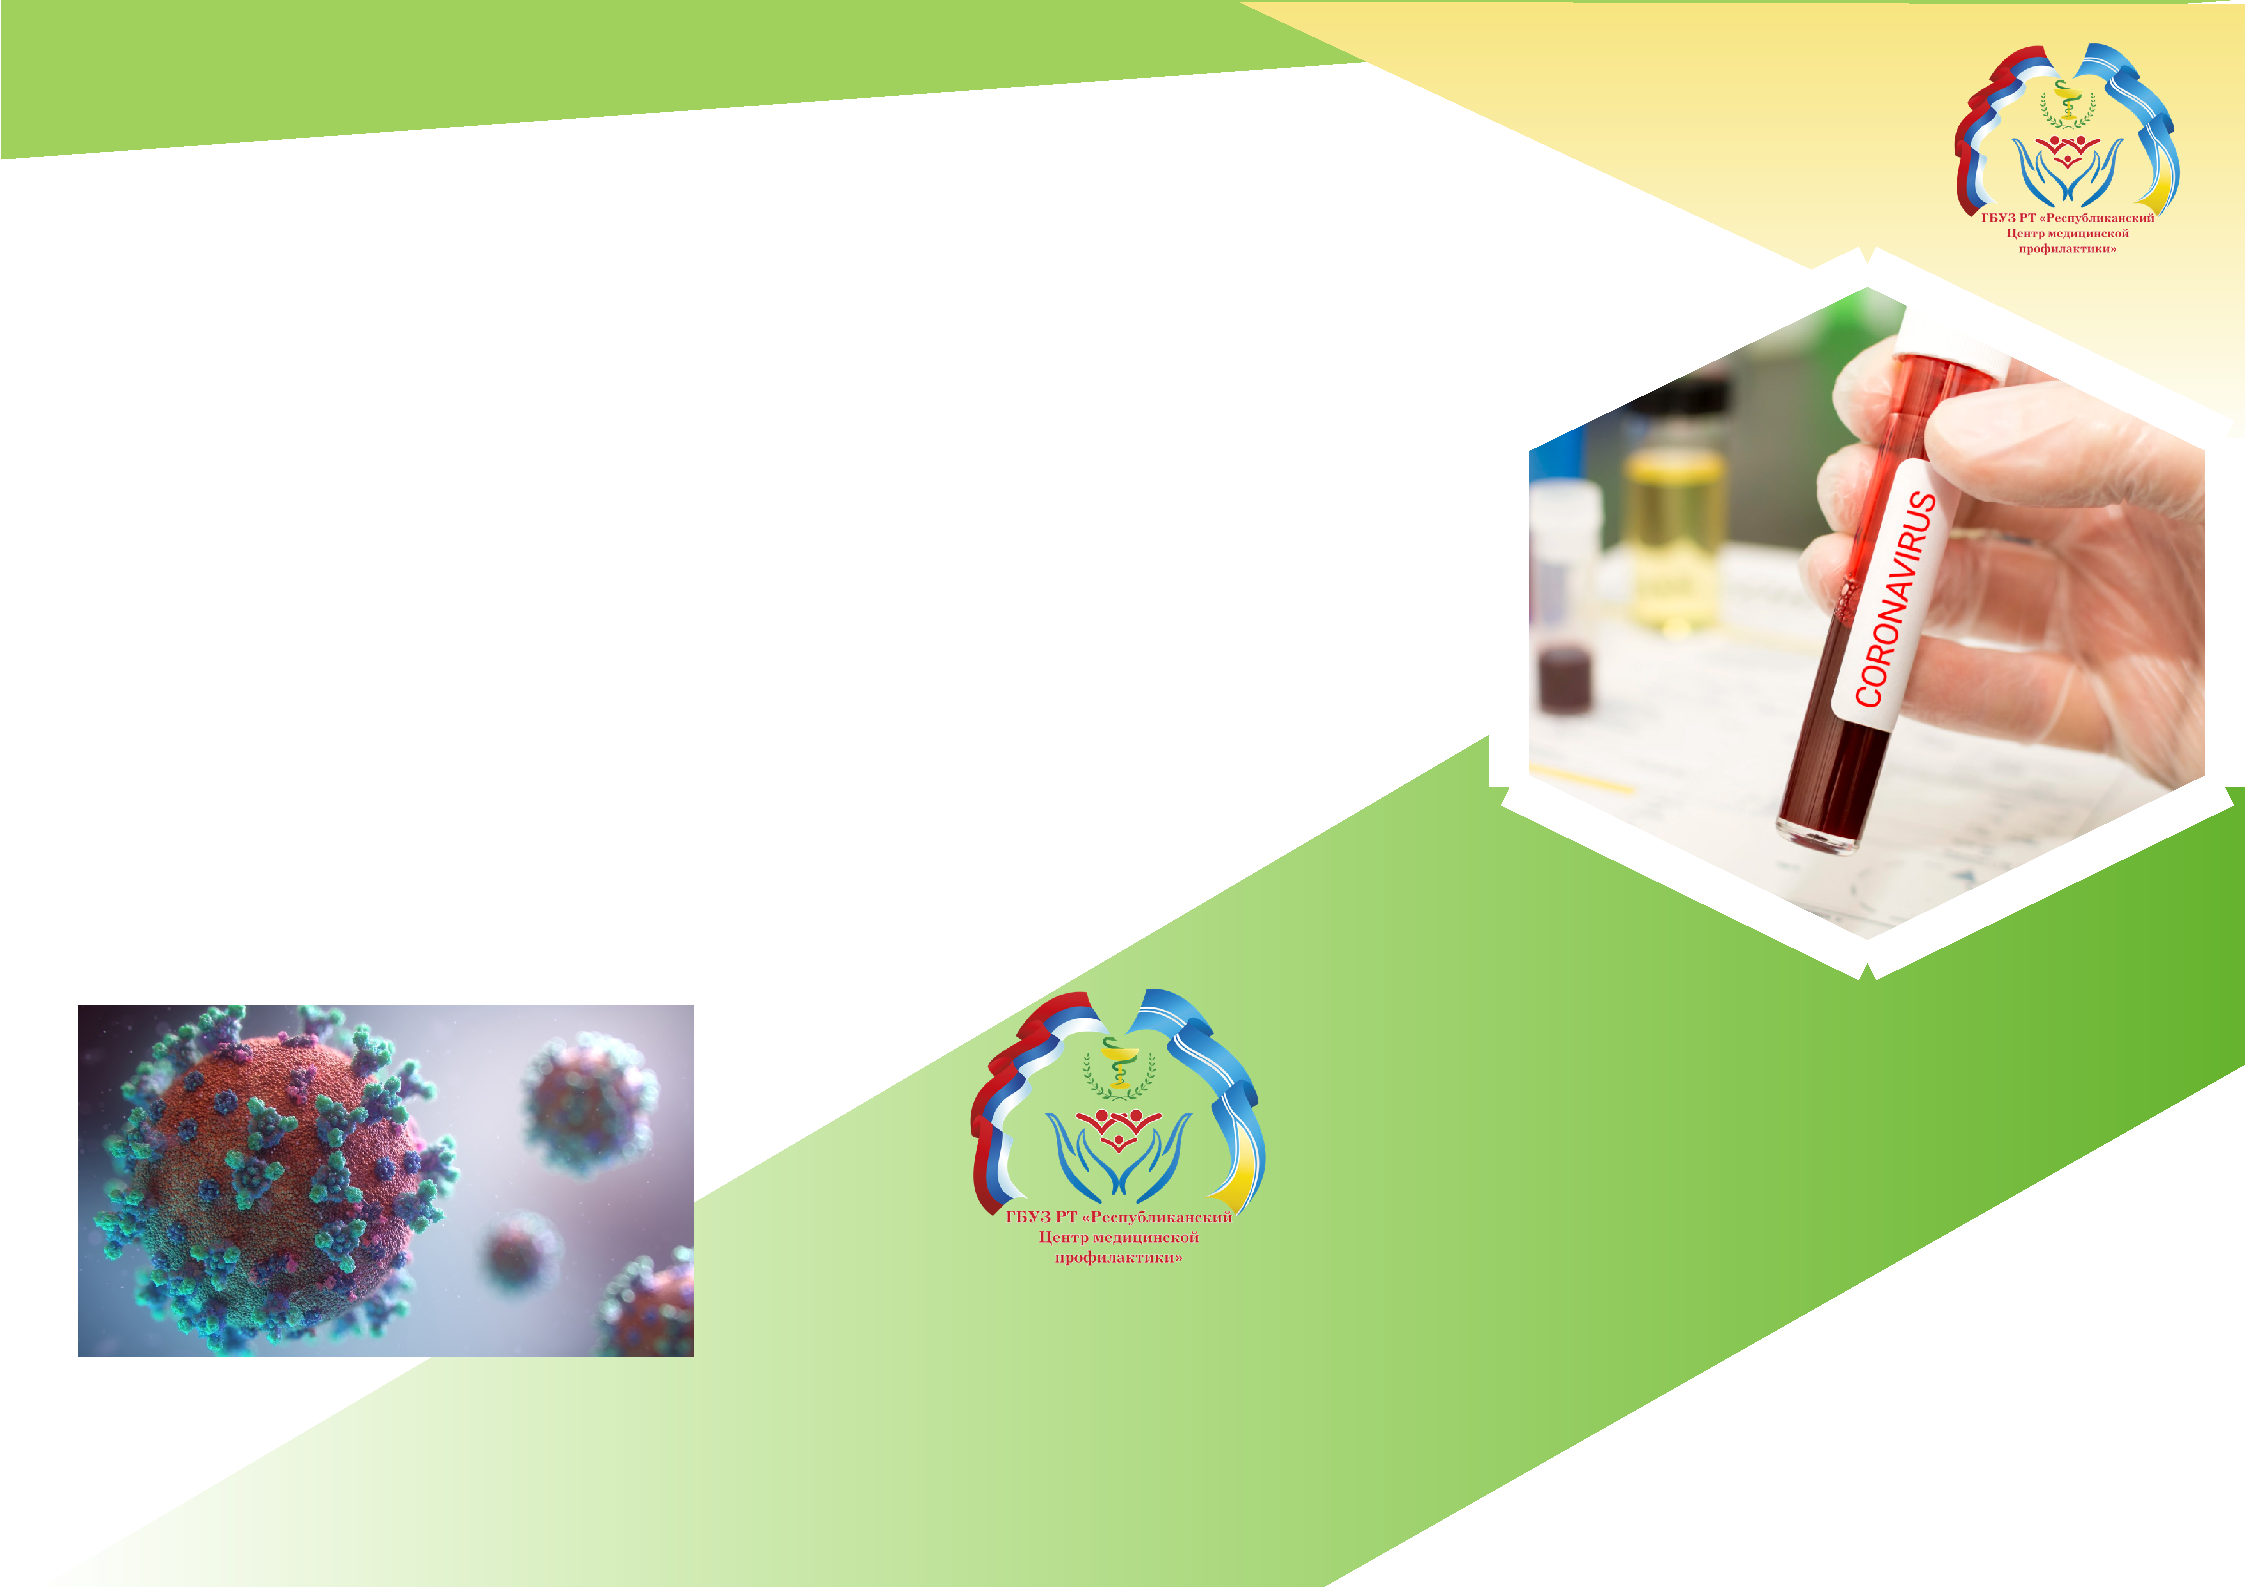 ГБУЗ РТ «Республиканский
Центр медицинской
профилактики»
CORONAVIRUS
ГБУЗ РТ «Республиканский
Центр медицинской
профилактики»